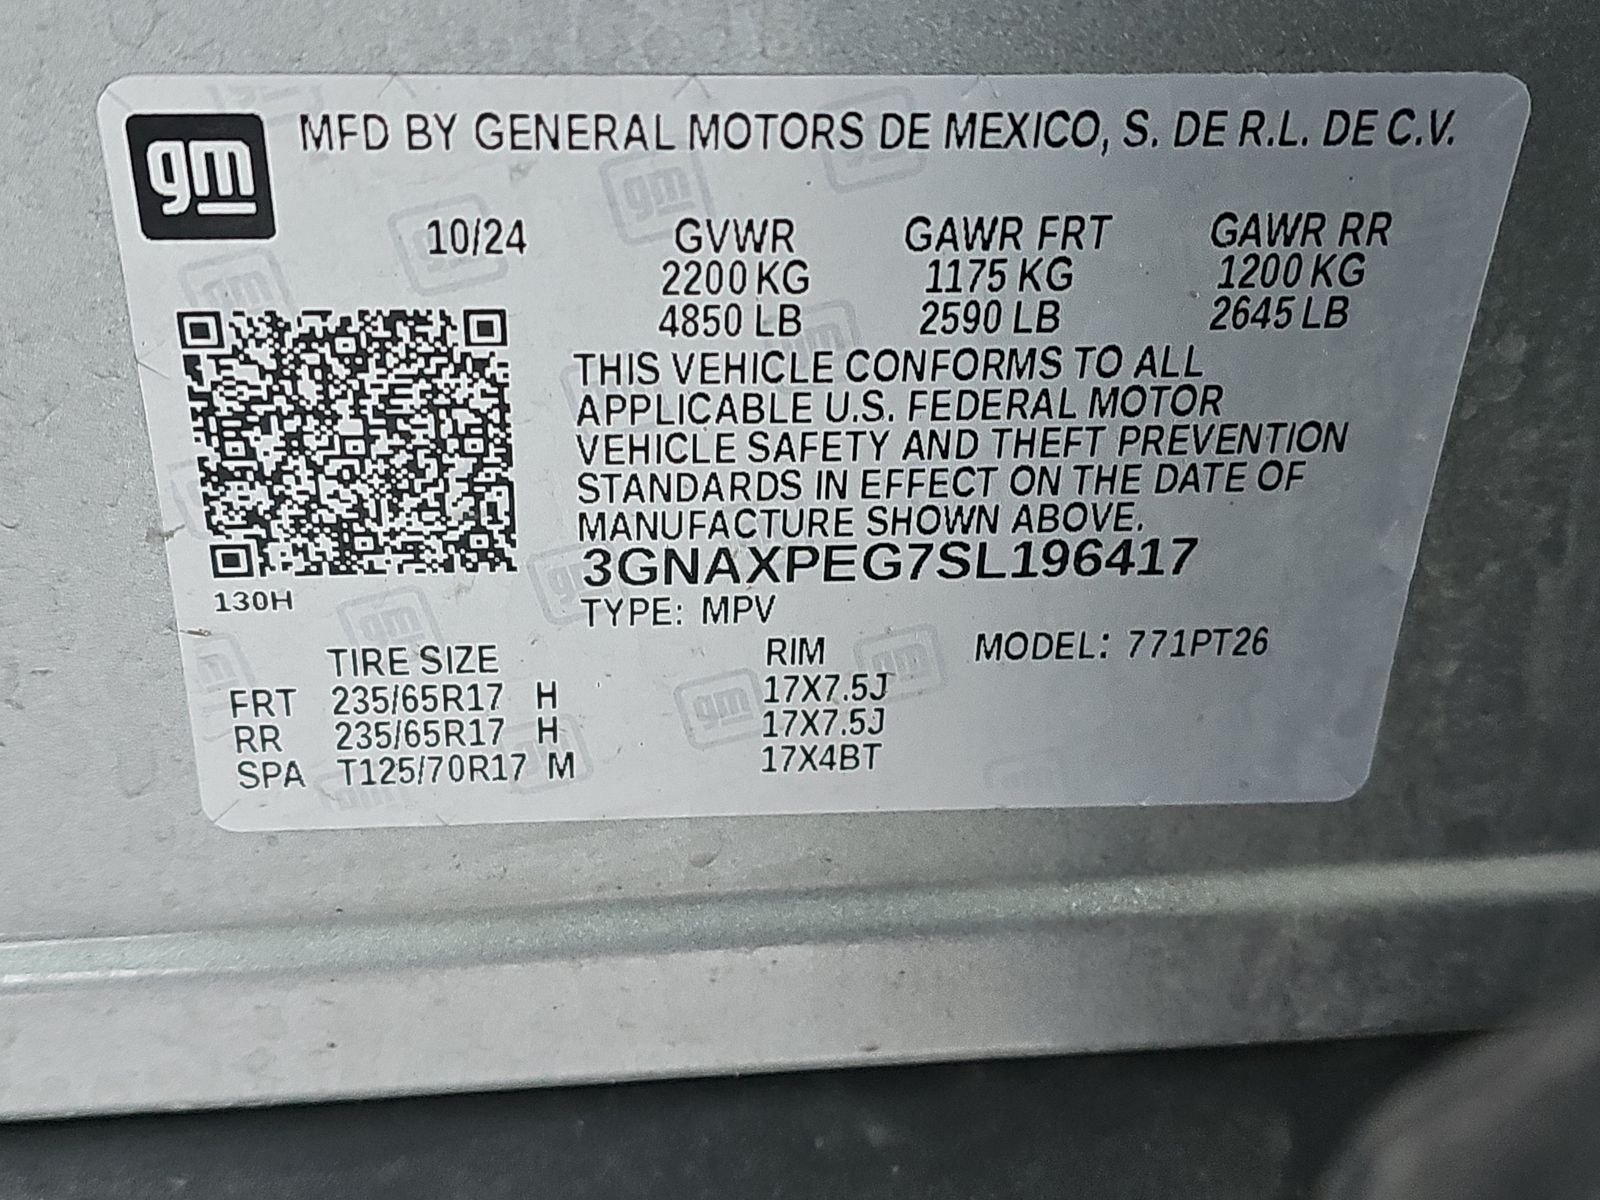 gm MFD BY GENERAL MOTORS DE MEXICO, S. DE R.L. DE C.V.
10/24 GVWR GAWR FRT GAWR RR
2200 KG 1175 KG 1200 KG
4850 LB 2590 LB 2645 LB
THIS VEHICLE CONFORMS TO ALL
APPLICABLE U.S. FEDERAL MOTOR
VEHICLE SAFETY AND THEFT PREVENTION
STANDARDS IN EFFECT ON THE DATE OF
MANUFACTURE SHOWN ABOVE.
3GNAXPEG7SL196417
130H
TYPE: MPV
TIRE SIZE RIM MODEL: 771PT26
FRT 235/65R17 H 17X7.5J
RR 235/65R17 H 17X7.5J
SPA T125/70R17 M 17X4BT